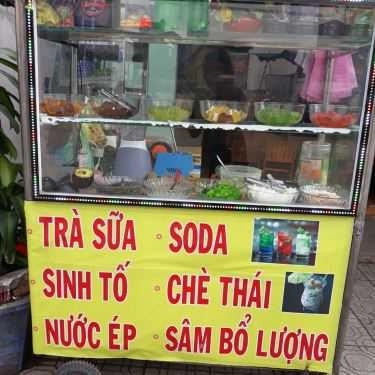 TRÀ SỮA
SODA
SINH TỐ
CHÈ THÁI
NƯỚC ÉP
SÂM BỔ LƯỢNG